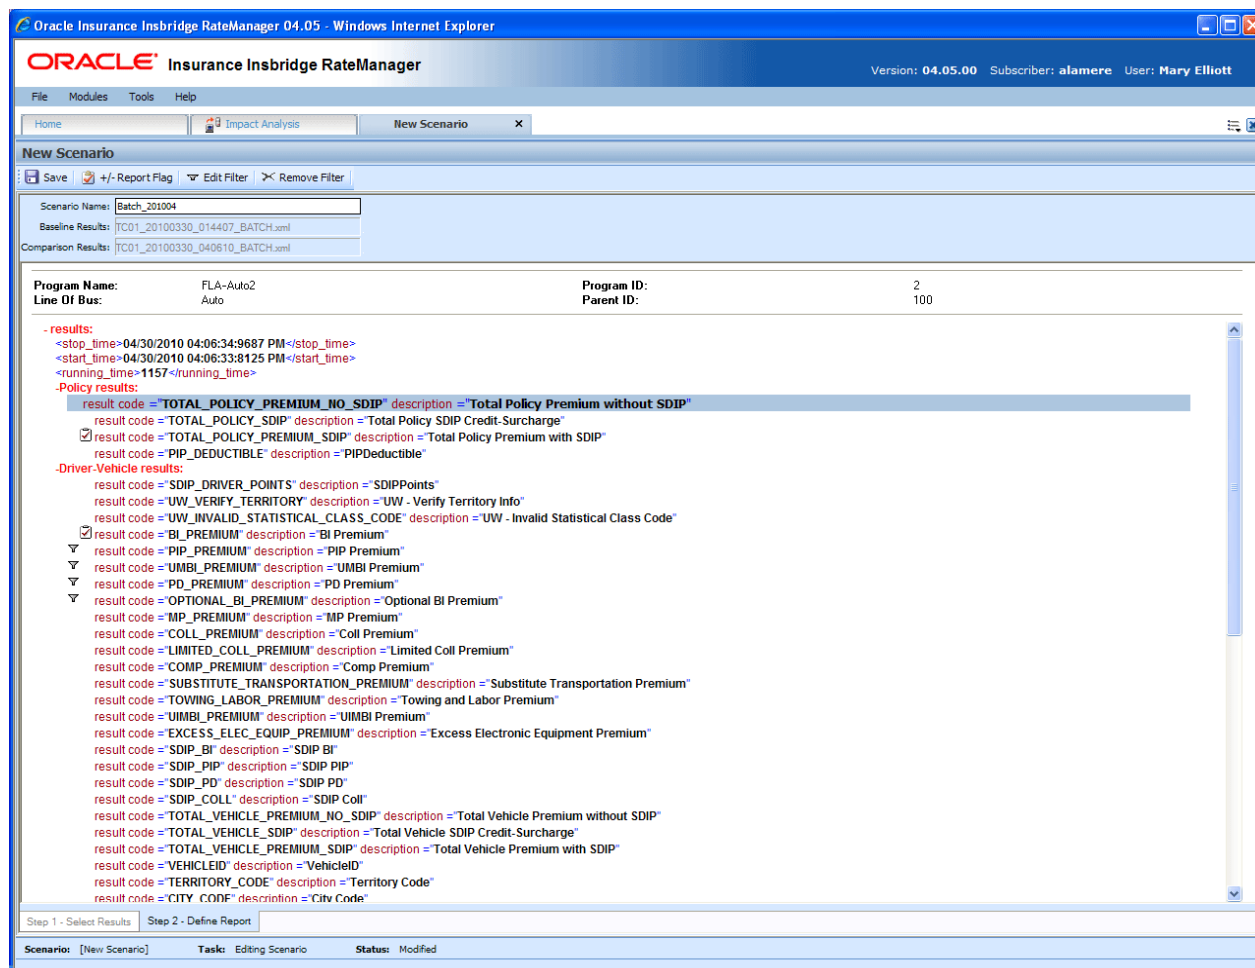 Oracle Insurance Insbridge RateManager 04.05 - Windows Internet Explorer
ORACLE Insurance Insbridge RateManager
Version: 04.05.00 Subscriber: alamere User: Mary Elliott
File Modules Tools Help
Home Impact Analysis New Scenario
New Scenario
Save +/- Report Flag Edit Filter Remove Filter
Scenario Name: Batch_201004
Baseline Results: TC01_20100330_014407_BATCH.xml
Comparison Results: TC01_20100330_040610_BATCH.xml
Program Name: FLA-Auto2 Program ID: 2
Line Of Bus: Auto Parent ID: 100
- results:
<stop_time>04/30/2010 04:06:34:9687 PM</stop_time>
<start_time>04/30/2010 04:06:33:8125 PM</start_time>
<running_time>1157</running_time>
-Policy results:
result code ="TOTAL_POLICY_PREMIUM_NO_SDIP" description ="Total Policy Premium without SDIP"
result code ="TOTAL_POLICY_SDIP" description ="Total Policy SDIP Credit-Surcharge"
result code ="TOTAL_POLICY_PREMIUM_SDIP" description ="Total Policy Premium with SDIP"
result code ="PIP_DEDUCTIBLE" description ="PIPDeductible"
-Driver-Vehicle results:
result code ="SDIP_DRIVER_POINTS" description ="SDIPPoints"
result code ="UW_VERIFY_TERRITORY" description ="UW - Verify Territory Info"
result code ="UW_INVALID_STATISTICAL_CLASS_CODE" description ="UW - Invalid Statistical Class Code"
result code ="BI_PREMIUM" description ="BI Premium"
result code ="PIP_PREMIUM" description ="PIP Premium"
result code ="UMBI_PREMIUM" description ="UMBI Premium"
result code ="PD_PREMIUM" description ="PD Premium"
result code ="OPTIONAL_BI_PREMIUM" description ="Optional BI Premium"
result code ="MP_PREMIUM" description ="MP Premium"
result code ="COLL_PREMIUM" description ="Coll Premium"
result code ="LIMITED_COLL_PREMIUM" description ="Limited Coll Premium"
result code ="COMP_PREMIUM" description ="Comp Premium"
result code ="SUBSTITUTE_TRANSPORTATION_PREMIUM" description ="Substitute Transportation Premium"
result code ="TOWING_LABOR_PREMIUM" description ="Towing and Labor Premium"
result code ="UIMBI_PREMIUM" description ="UIMBI Premium"
result code ="EXCESS_ELEC_EQUIP_PREMIUM" description ="Excess Electronic Equipment Premium"
result code ="SDIP_BI" description ="SDIP BI"
result code ="SDIP_PIP" description ="SDIP PIP"
result code ="SDIP_PD" description ="SDIP PD"
result code ="SDIP_COLL" description ="SDIP Coll"
result code ="TOTAL_VEHICLE_PREMIUM_NO_SDIP" description ="Total Vehicle Premium without SDIP"
result code ="TOTAL_VEHICLE_SDIP" description ="Total Vehicle SDIP Credit-Surcharge"
result code ="TOTAL_VEHICLE_PREMIUM_SDIP" description ="Total Vehicle Premium with SDIP"
result code ="VEHICLEID" description ="VehicleID"
result code ="TERRITORY_CODE" description ="Territory Code"
result code ="CITY_CODE" description ="City Code"
Step 1 - Select Results Step 2 - Define Report
Scenario: [New Scenario] Task: Editing Scenario Status: Modified